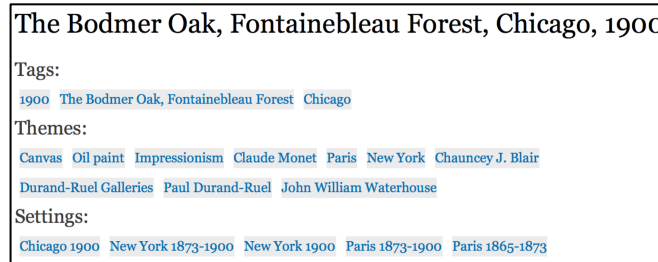 The Bodmer Oak, Fontainebleau Forest, Chicago, 1900
Tags:
1900 The Bodmer Oak, Fontainebleau Forest Chicago
Themes:
Canvas Oil paint Impressionism Claude Monet Paris New York Chauncey J. Blair
Durand-Ruel Galleries Paul Durand-Ruel John William Waterhouse
Settings:
Chicago 1900 New York 1873-1900 New York 1900 Paris 1873-1900 Paris 1865-1873